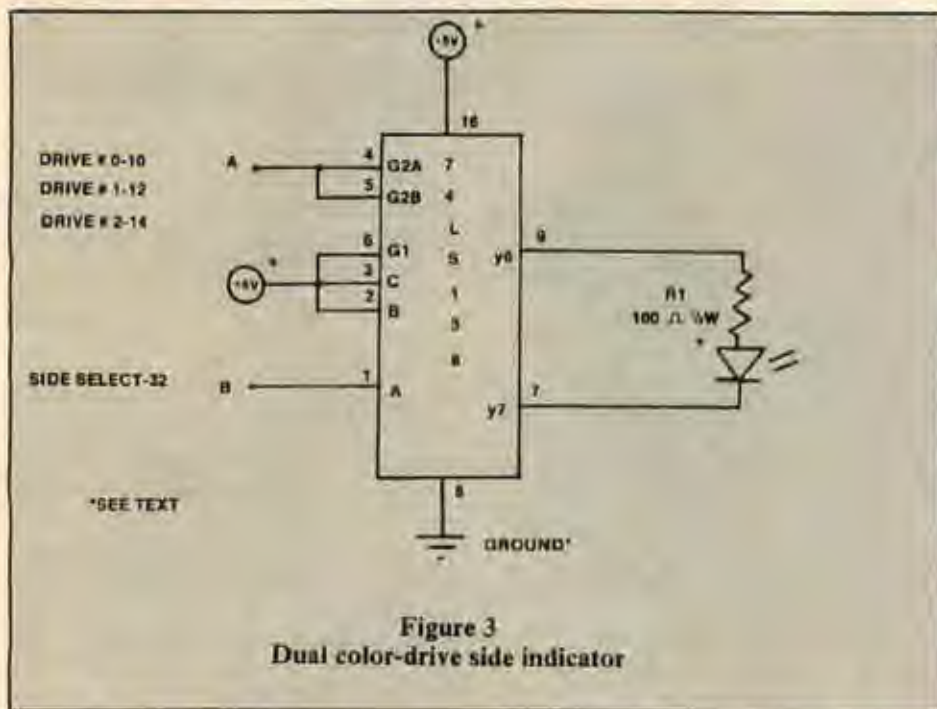 +5V *
16
DRIVE # 0-10 A 4 G2A 7
DRIVE # 1-12 5 G2B 4
DRIVE # 2-14 L
6 G1 S y6 9
+5V * 3 C 1
2 B 3
R1
100 Ω ½W
*
8
SIDE SELECT-32 B 1 A
y7 7
*SEE TEXT
8
GROUND*
Figure 3
Dual color-drive side indicator